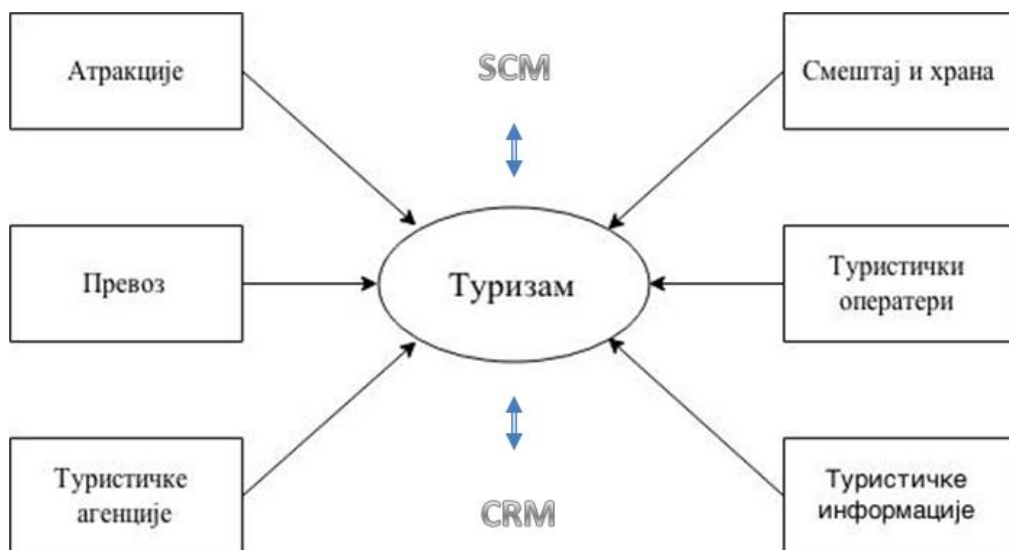 Атракције
SCM
Смештај и храна
Превоз
Туризам
Туристички
оператери
Туристичке
агенције
CRM
Туристичке
информације